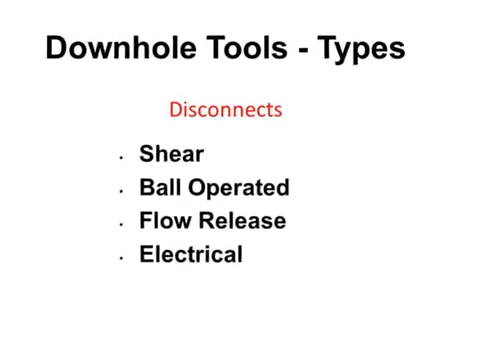 Downhole Tools - Types
Disconnects
• Shear
• Ball Operated
• Flow Release
• Electrical